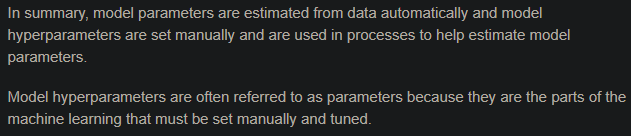 In summary, model parameters are estimated from data automatically and model
hyperparameters are set manually and are used in processes to help estimate model
parameters.
Model hyperparameters are often referred to as parameters because they are the parts of the
machine learning that must be set manually and tuned.